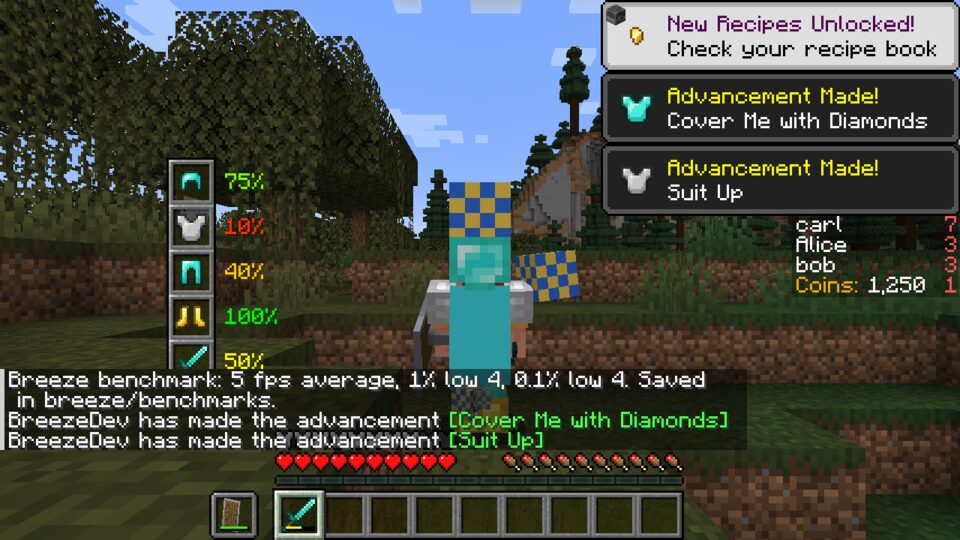 New Recipes Unlocked!
Check your recipe book
Advancement Made!
Cover Me with Diamonds
Advancement Made!
Suit Up
carl 7
Alice 3
bob 3
Coins: 1,250 1
75%
10%
40%
100%
50%
Breeze benchmark: 5 fps average, 1% low 4, 0.1% low 4. Saved
in breeze/benchmarks.
BreezeDev has made the advancement [Cover Me with Diamonds]
BreezeDev has made the advancement [Suit Up]